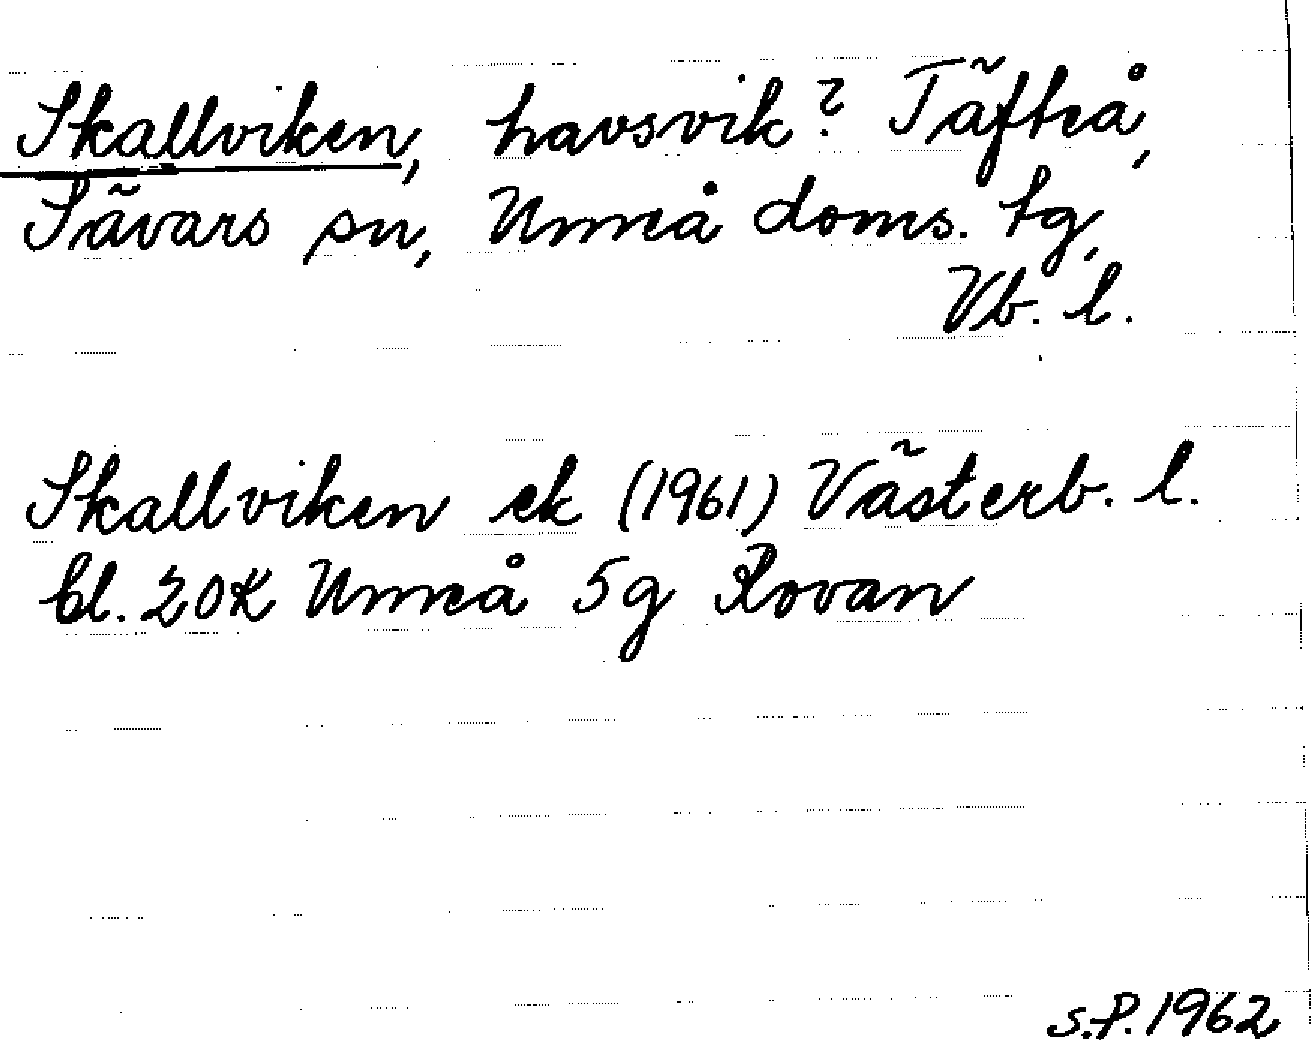 Skallviken, havsvik? Täfteå,
Sävars sn, Umeå doms. tg,
Vb. l.
Skallviken ek (1961) Västerb. l.
bl. 20K Umeå 5g Rovan
S.P. 1962